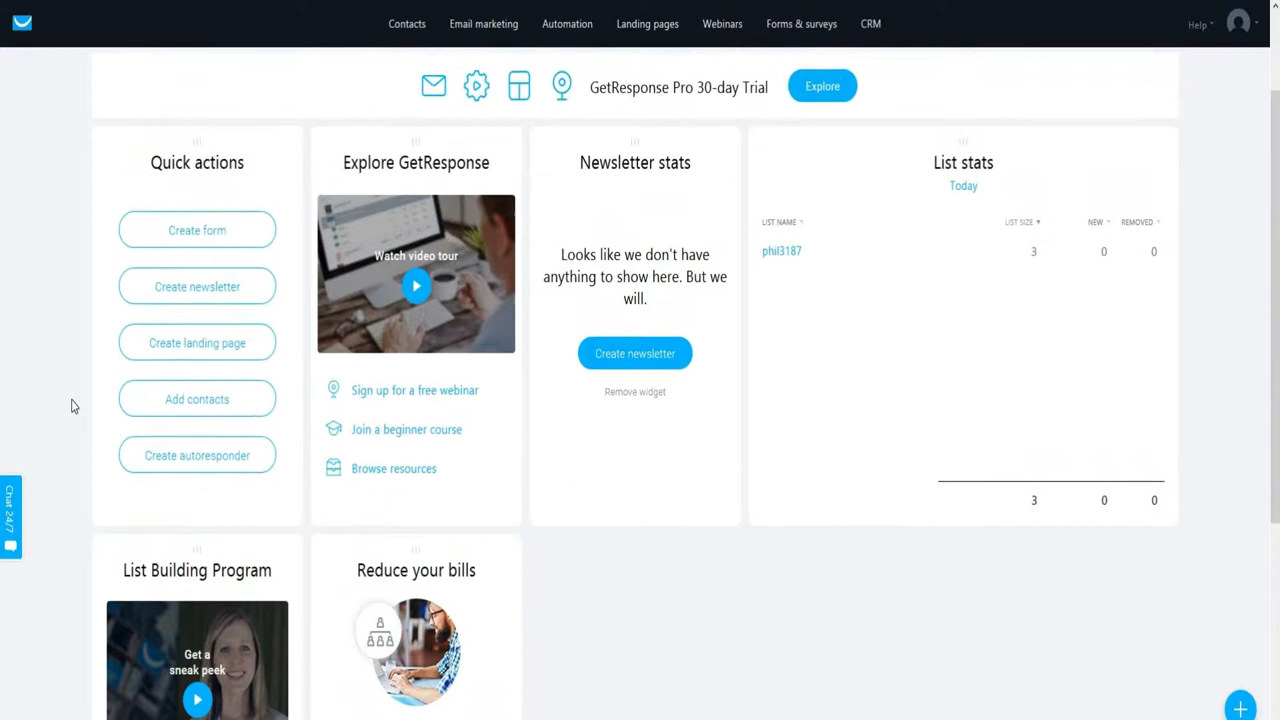 Contacts
Email marketing
Automation
Landing pages
Webinars
Forms & surveys
CRM
Help
GetResponse Pro 30-day Trial
Explore
Quick actions
Create form
Create newsletter
Create landing page
Add contacts
Create autoresponder
Explore GetResponse
Watch video tour
Sign up for a free webinar
Join a beginner course
Browse resources
Newsletter stats
Looks like we don't have
anything to show here. But we
will.
Create newsletter
Remove widget
List stats
Today
LIST NAME
LIST SIZE
NEW
REMOVED
phil3187
3
0
0
3
0
0
Chat 24/7
List Building Program
Get a
sneak peek
Reduce your bills